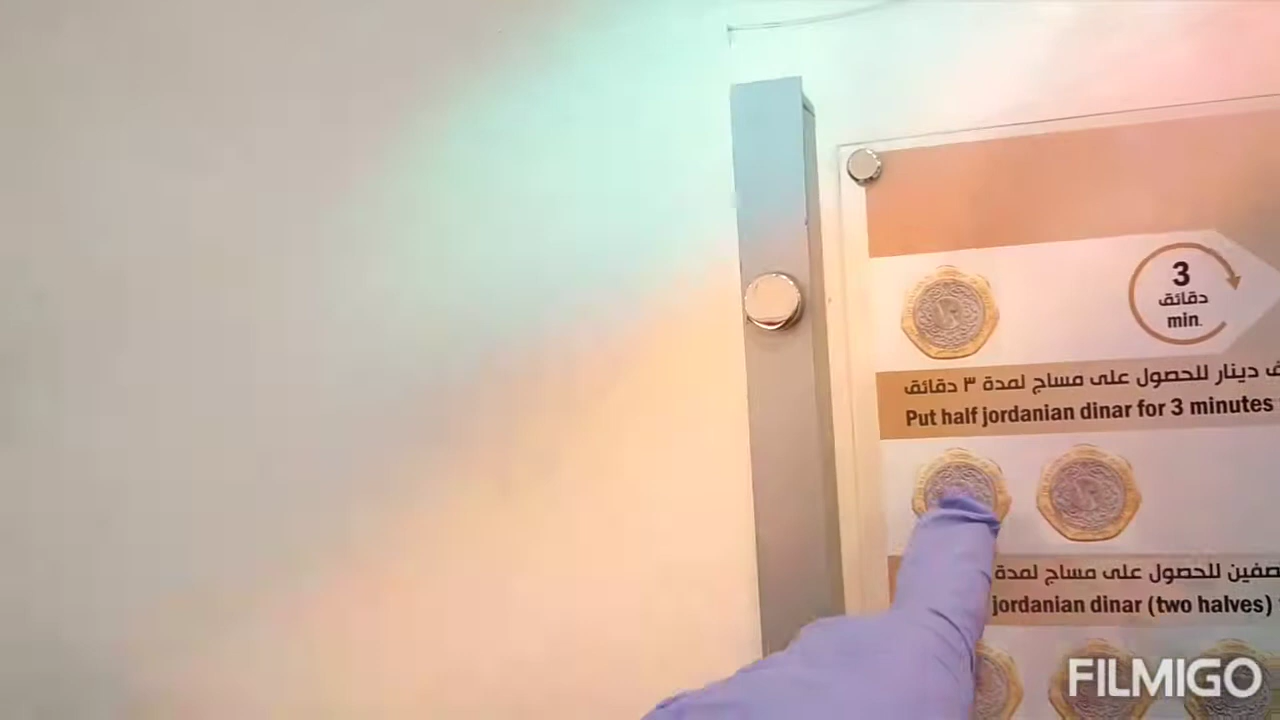 3
دقائق
min.
دينار للحصول على مساج لمدة ٣ دقائق
Put half jordanian dinar for 3 minutes
للحصول على مساج لمدة
jordanian dinar (two halves)
FILMIGO